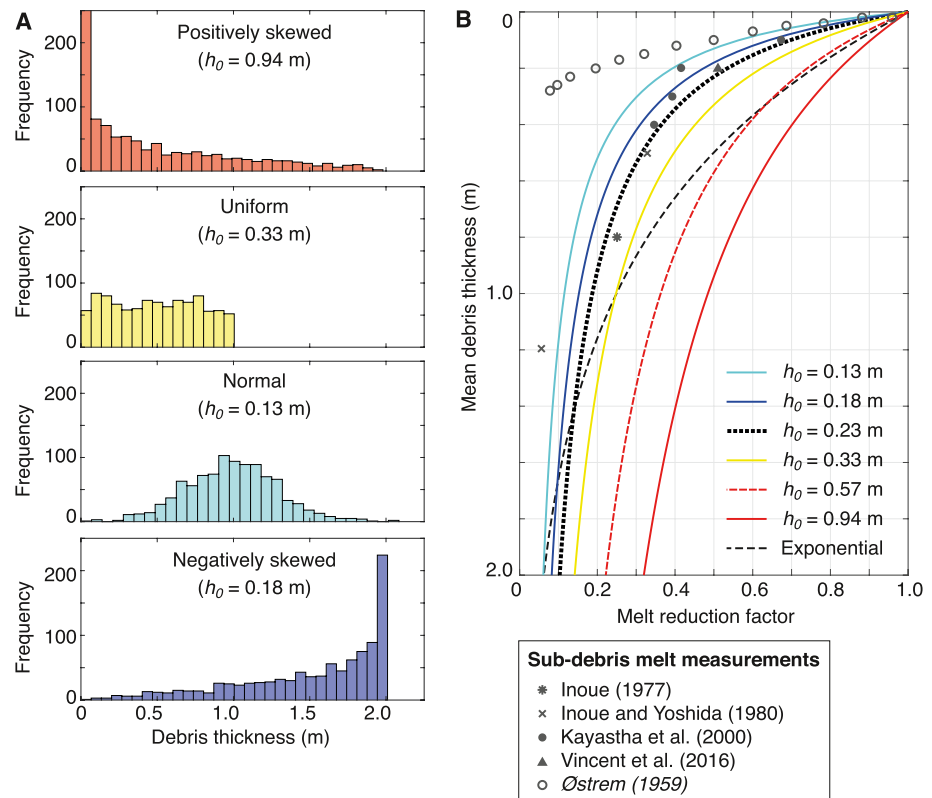 A
Positively skewed
(h0 = 0.94 m)
Frequency
200
100
0
Uniform
(h0 = 0.33 m)
Frequency
200
100
0
Normal
(h0 = 0.13 m)
Frequency
200
100
0
Negatively skewed
(h0 = 0.18 m)
Frequency
200
100
0
0 0.5 1.0 1.5 2.0
Debris thickness (m)
B
0
1.0
2.0
Mean debris thickness (m)
h0 = 0.13 m
h0 = 0.18 m
h0 = 0.23 m
h0 = 0.33 m
h0 = 0.57 m
h0 = 0.94 m
Exponential
0 0.2 0.4 0.6 0.8 1.0
Melt reduction factor
Sub-debris melt measurements
Inoue (1977)
Inoue and Yoshida (1980)
Kayastha et al. (2000)
Vincent et al. (2016)
Østrem (1959)